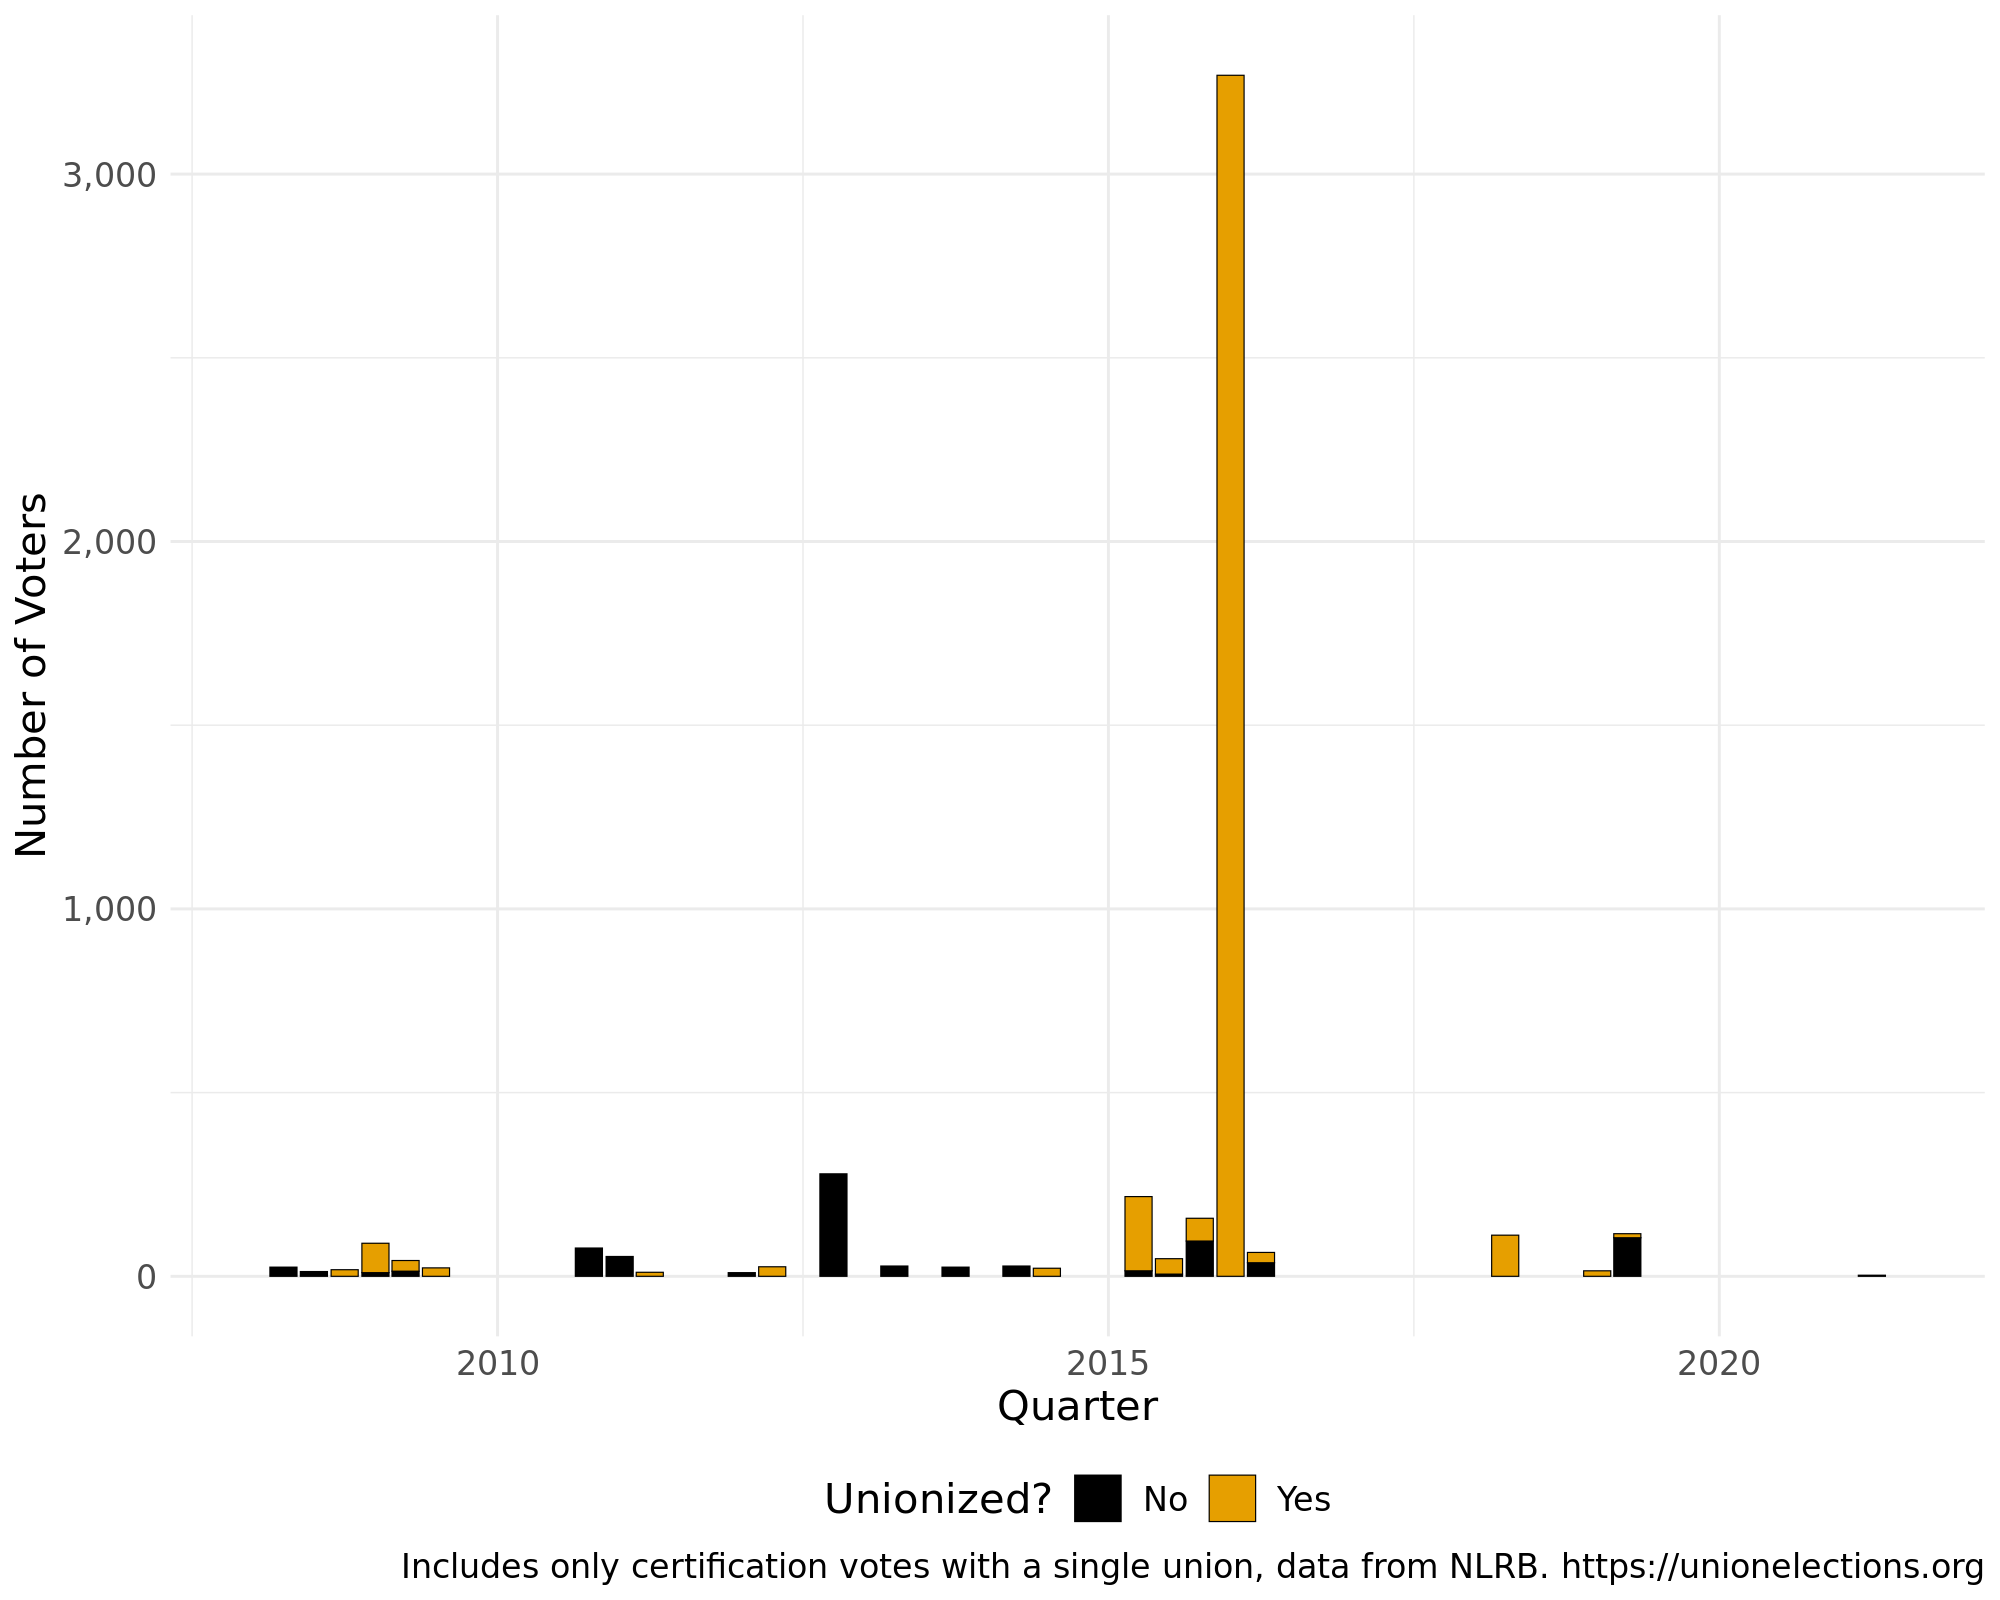 3,000
2,000
1,000
0
Number of Voters
2010 2015 2020
Quarter
Unionized? No Yes
Includes only certification votes with a single union, data from NLRB. https://unionelections.org